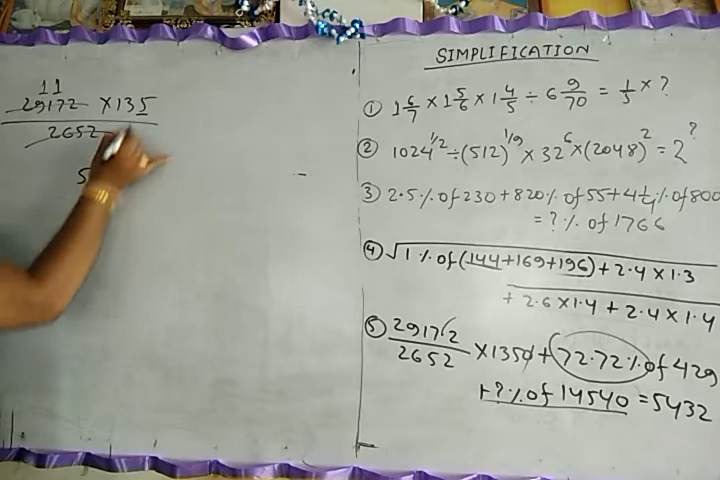 11
29172 × 135
2652
5
SIMPLIFICATION
① 1 6/7 × 1 5/6 × 1 4/5 ÷ 6 9/70 = 1/5 × ?
② 1024^1/2 ÷ (512)^1/9 × 32^6 × (2048)^2 = 2^?
③ 2.5 % of 230 + 820 % of 55 + 4 1/4 % of 800
= ? % of 1766
④ √1 % of (144+169+196) + 2.4 × 1.3
+ 2.6 × 1.4 + 2.4 × 1.4
⑤ 29172/2652 × 1350 + (72.72 % of 429
+ ? % of 14540 = 5432